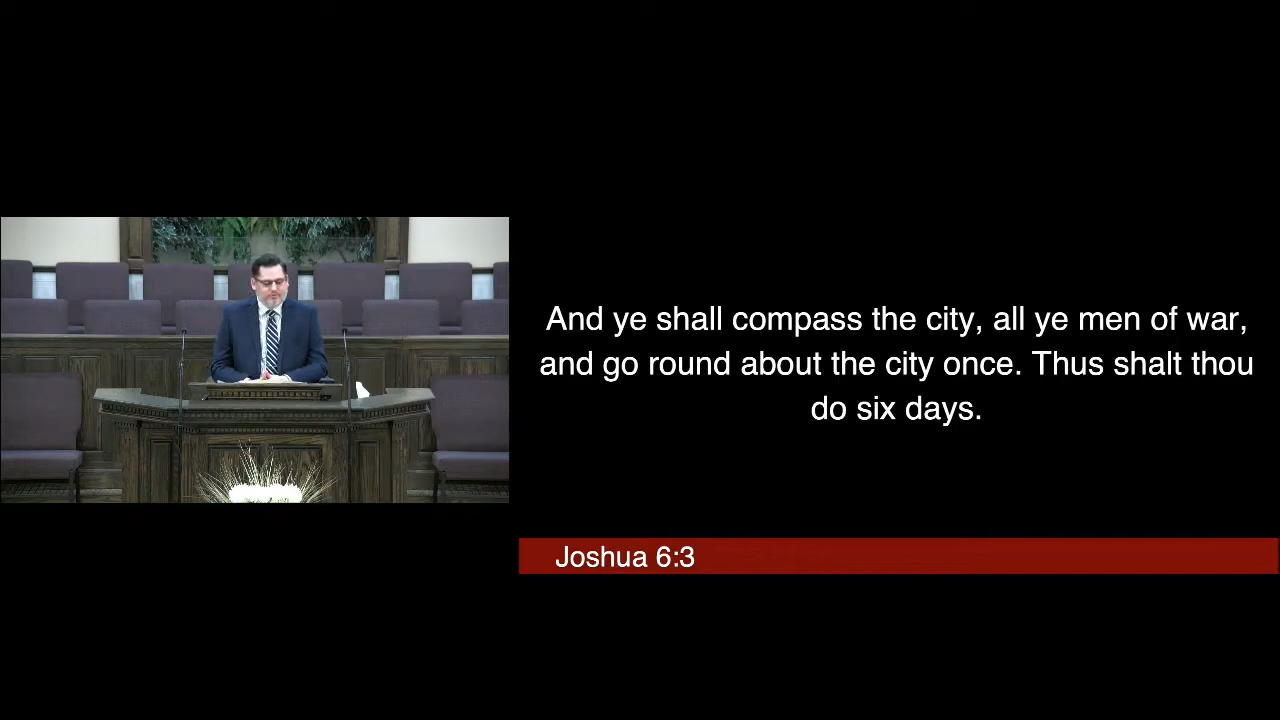 And ye shall compass the city, all ye men of war,
and go round about the city once. Thus shalt thou
do six days.
Joshua 6:3